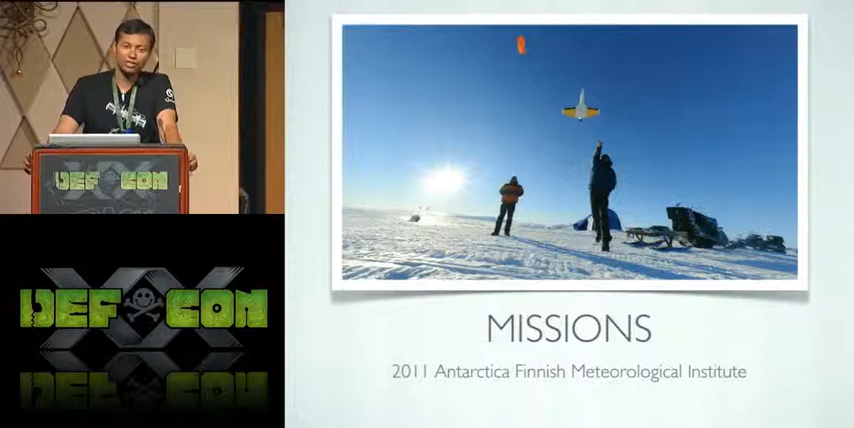 DEF CON
DEF CON
MISSIONS
2011 Antarctica Finnish Meteorological Institute